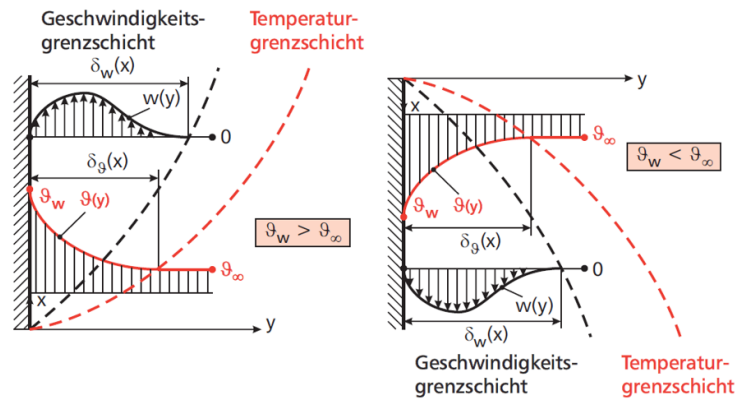 Geschwindigkeits-
grenzschicht
Temperatur-
grenzschicht
δw(x)
w(y)
0
δϑ(x)
ϑw ϑ(y)
ϑw > ϑ∞
ϑ∞
x
y
y
x
ϑ∞
ϑw < ϑ∞
ϑw ϑ(y)
δϑ(x)
0
w(y)
δw(x)
Geschwindigkeits-
grenzschicht
Temperatur-
grenzschicht